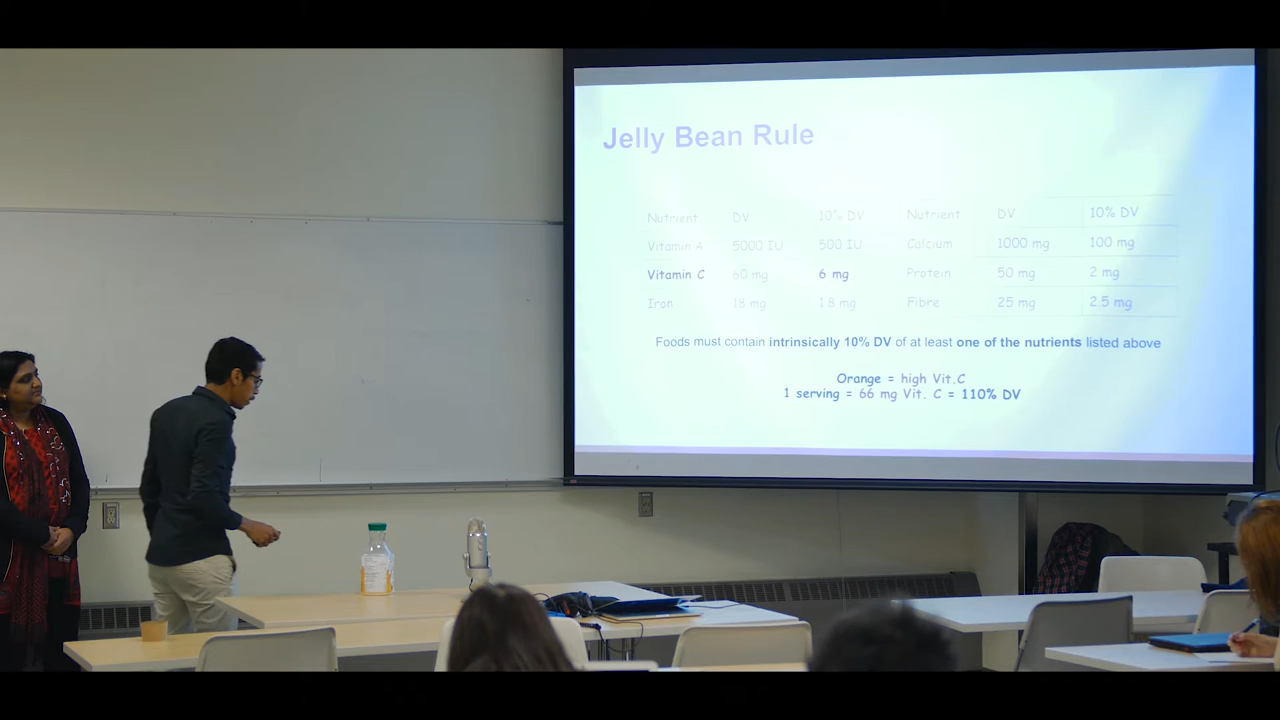 Jelly Bean Rule
Nutrient DV 10% DV Nutrient DV 10% DV
Vitamin A 5000 IU 500 IU Calcium 1000 mg 100 mg
Vitamin C 60 mg 6 mg Protein 50 mg 2 mg
Iron 18 mg 1.8 mg Fibre 25 mg 2.5 mg
Foods must contain intrinsically 10% DV of at least one of the nutrients listed above
Orange = high Vit.C
1 serving = 66 mg Vit. C = 110% DV